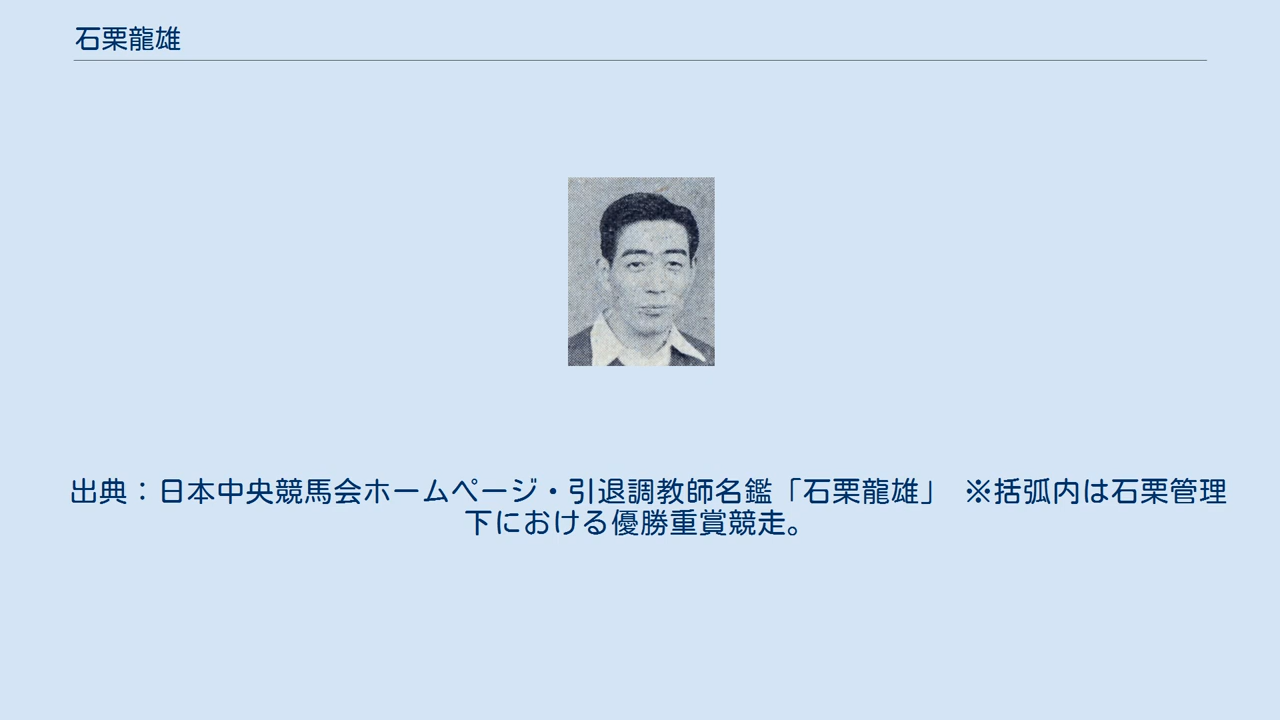 石栗龍雄
出典：日本中央競馬会ホームページ・引退調教師名鑑「石栗龍雄」 ※括弧内は石栗管理
下における優勝重賞競走。